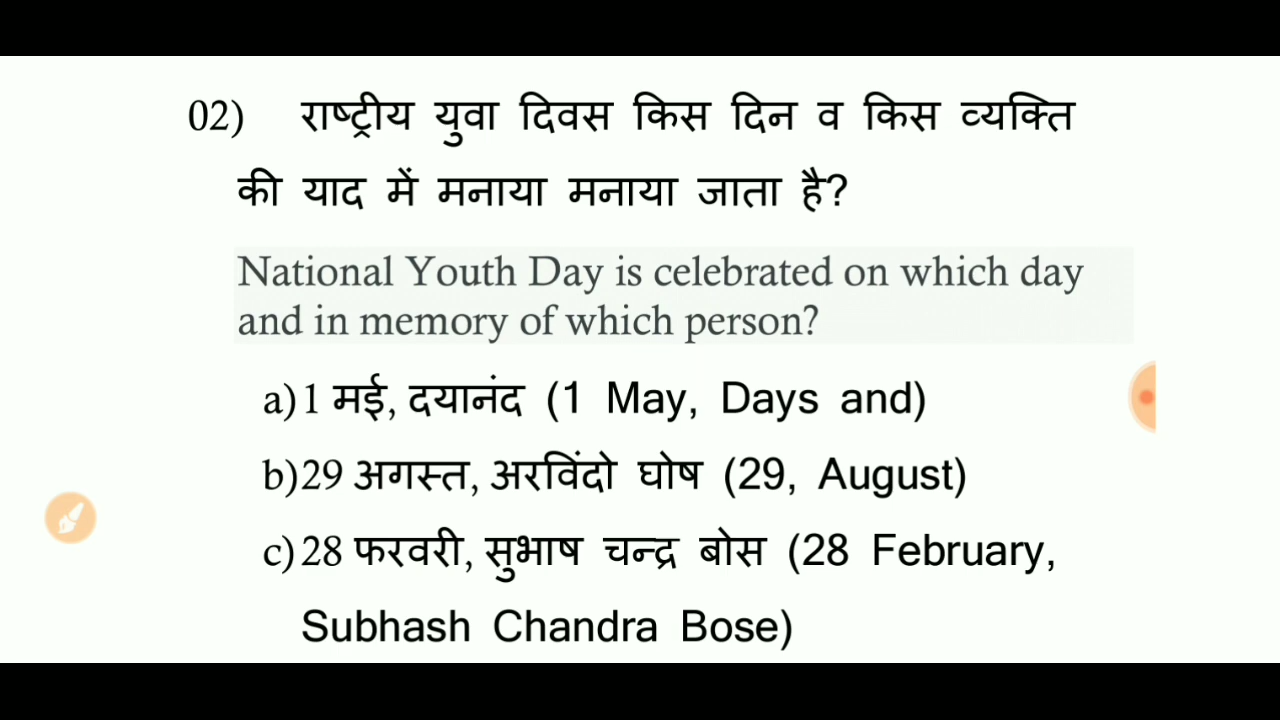 02) राष्ट्रीय युवा दिवस किस दिन व किस व्यक्ति
की याद में मनाया मनाया जाता है?
National Youth Day is celebrated on which day
and in memory of which person?
a) 1 मई, दयानंद (1 May, Days and)
b) 29 अगस्त, अरविंदो घोष (29, August)
c) 28 फरवरी, सुभाष चन्द्र बोस (28 February,
Subhash Chandra Bose)